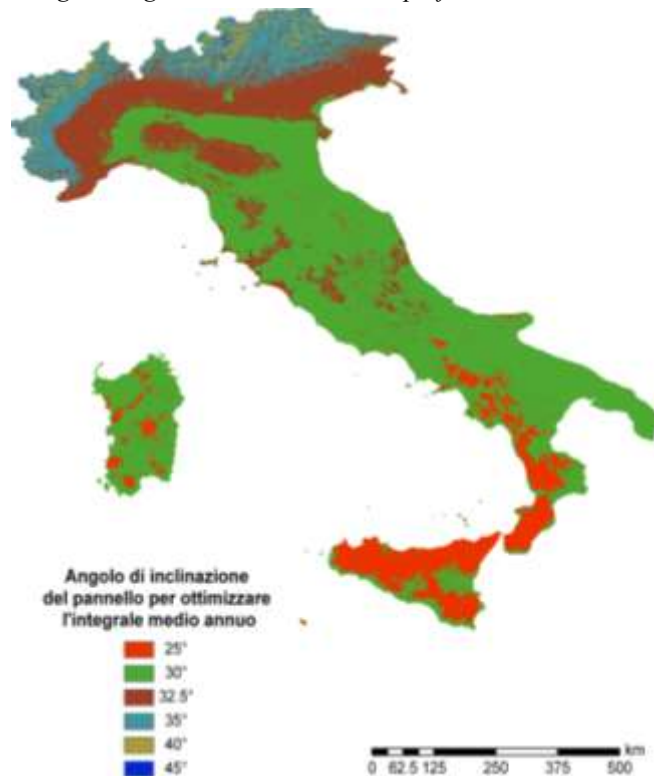 Angolo di inclinazione
del pannello per ottimizzare
l'integrale medio annuo
25°
30°
32.5°
35°
40°
45°
km
0 62.5 125 250 375 500